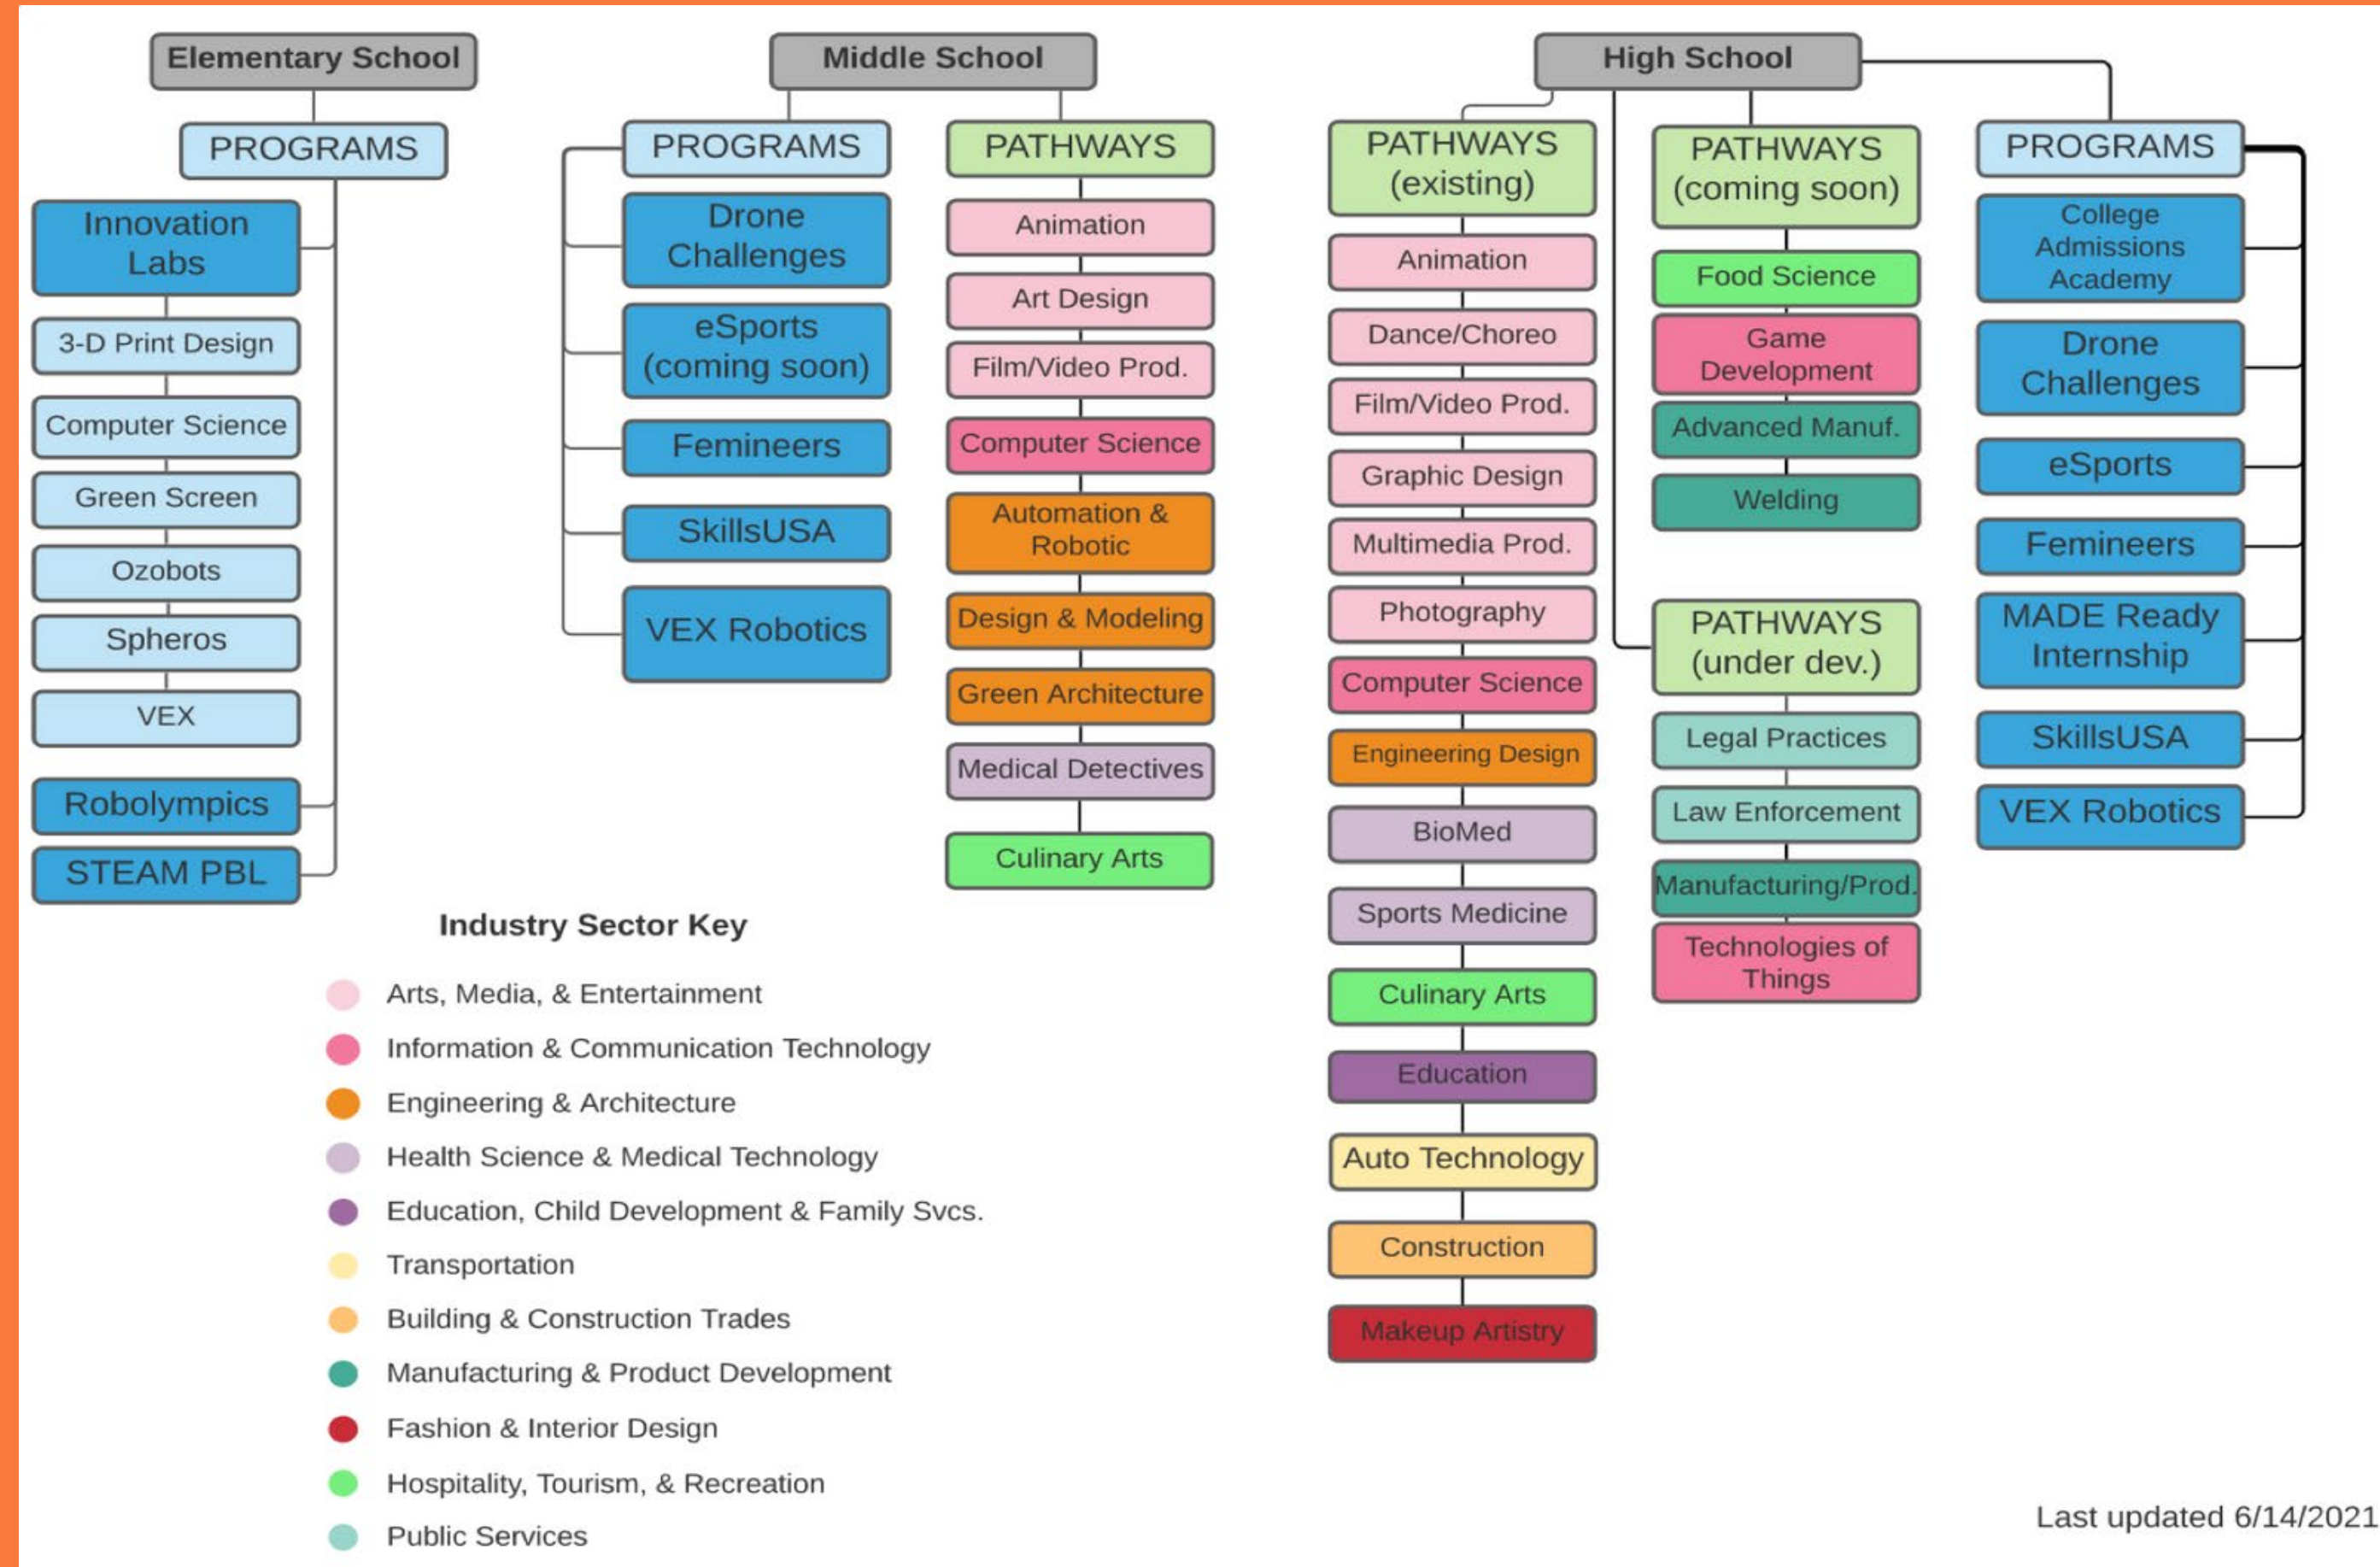 Elementary School
PROGRAMS
Innovation
Labs
3-D Print Design
Computer Science
Green Screen
Ozobots
Spheros
VEX
Robolympics
STEAM PBL
Middle School
PROGRAMS
Drone
Challenges
eSports
(coming soon)
Femineers
SkillsUSA
VEX Robotics
PATHWAYS
Animation
Art Design
Film/Video Prod.
Computer Science
Automation &
Robotic
Design & Modeling
Green Architecture
Medical Detectives
Culinary Arts
High School
PATHWAYS
(existing)
Animation
Dance/Choreo
Film/Video Prod.
Graphic Design
Multimedia Prod.
Photography
Computer Science
Engineering Design
BioMed
Sports Medicine
Culinary Arts
Education
Auto Technology
Construction
Makeup Artistry
PATHWAYS
(coming soon)
Food Science
Game
Development
Advanced Manuf.
Welding
PATHWAYS
(under dev.)
Legal Practices
Law Enforcement
Manufacturing/Prod.
Technologies of
Things
PROGRAMS
College
Admissions
Academy
Drone
Challenges
eSports
Femineers
MADE Ready
Internship
SkillsUSA
VEX Robotics
Industry Sector Key
Arts, Media, & Entertainment
Information & Communication Technology
Engineering & Architecture
Health Science & Medical Technology
Education, Child Development & Family Svcs.
Transportation
Building & Construction Trades
Manufacturing & Product Development
Fashion & Interior Design
Hospitality, Tourism, & Recreation
Public Services
Last updated 6/14/2021